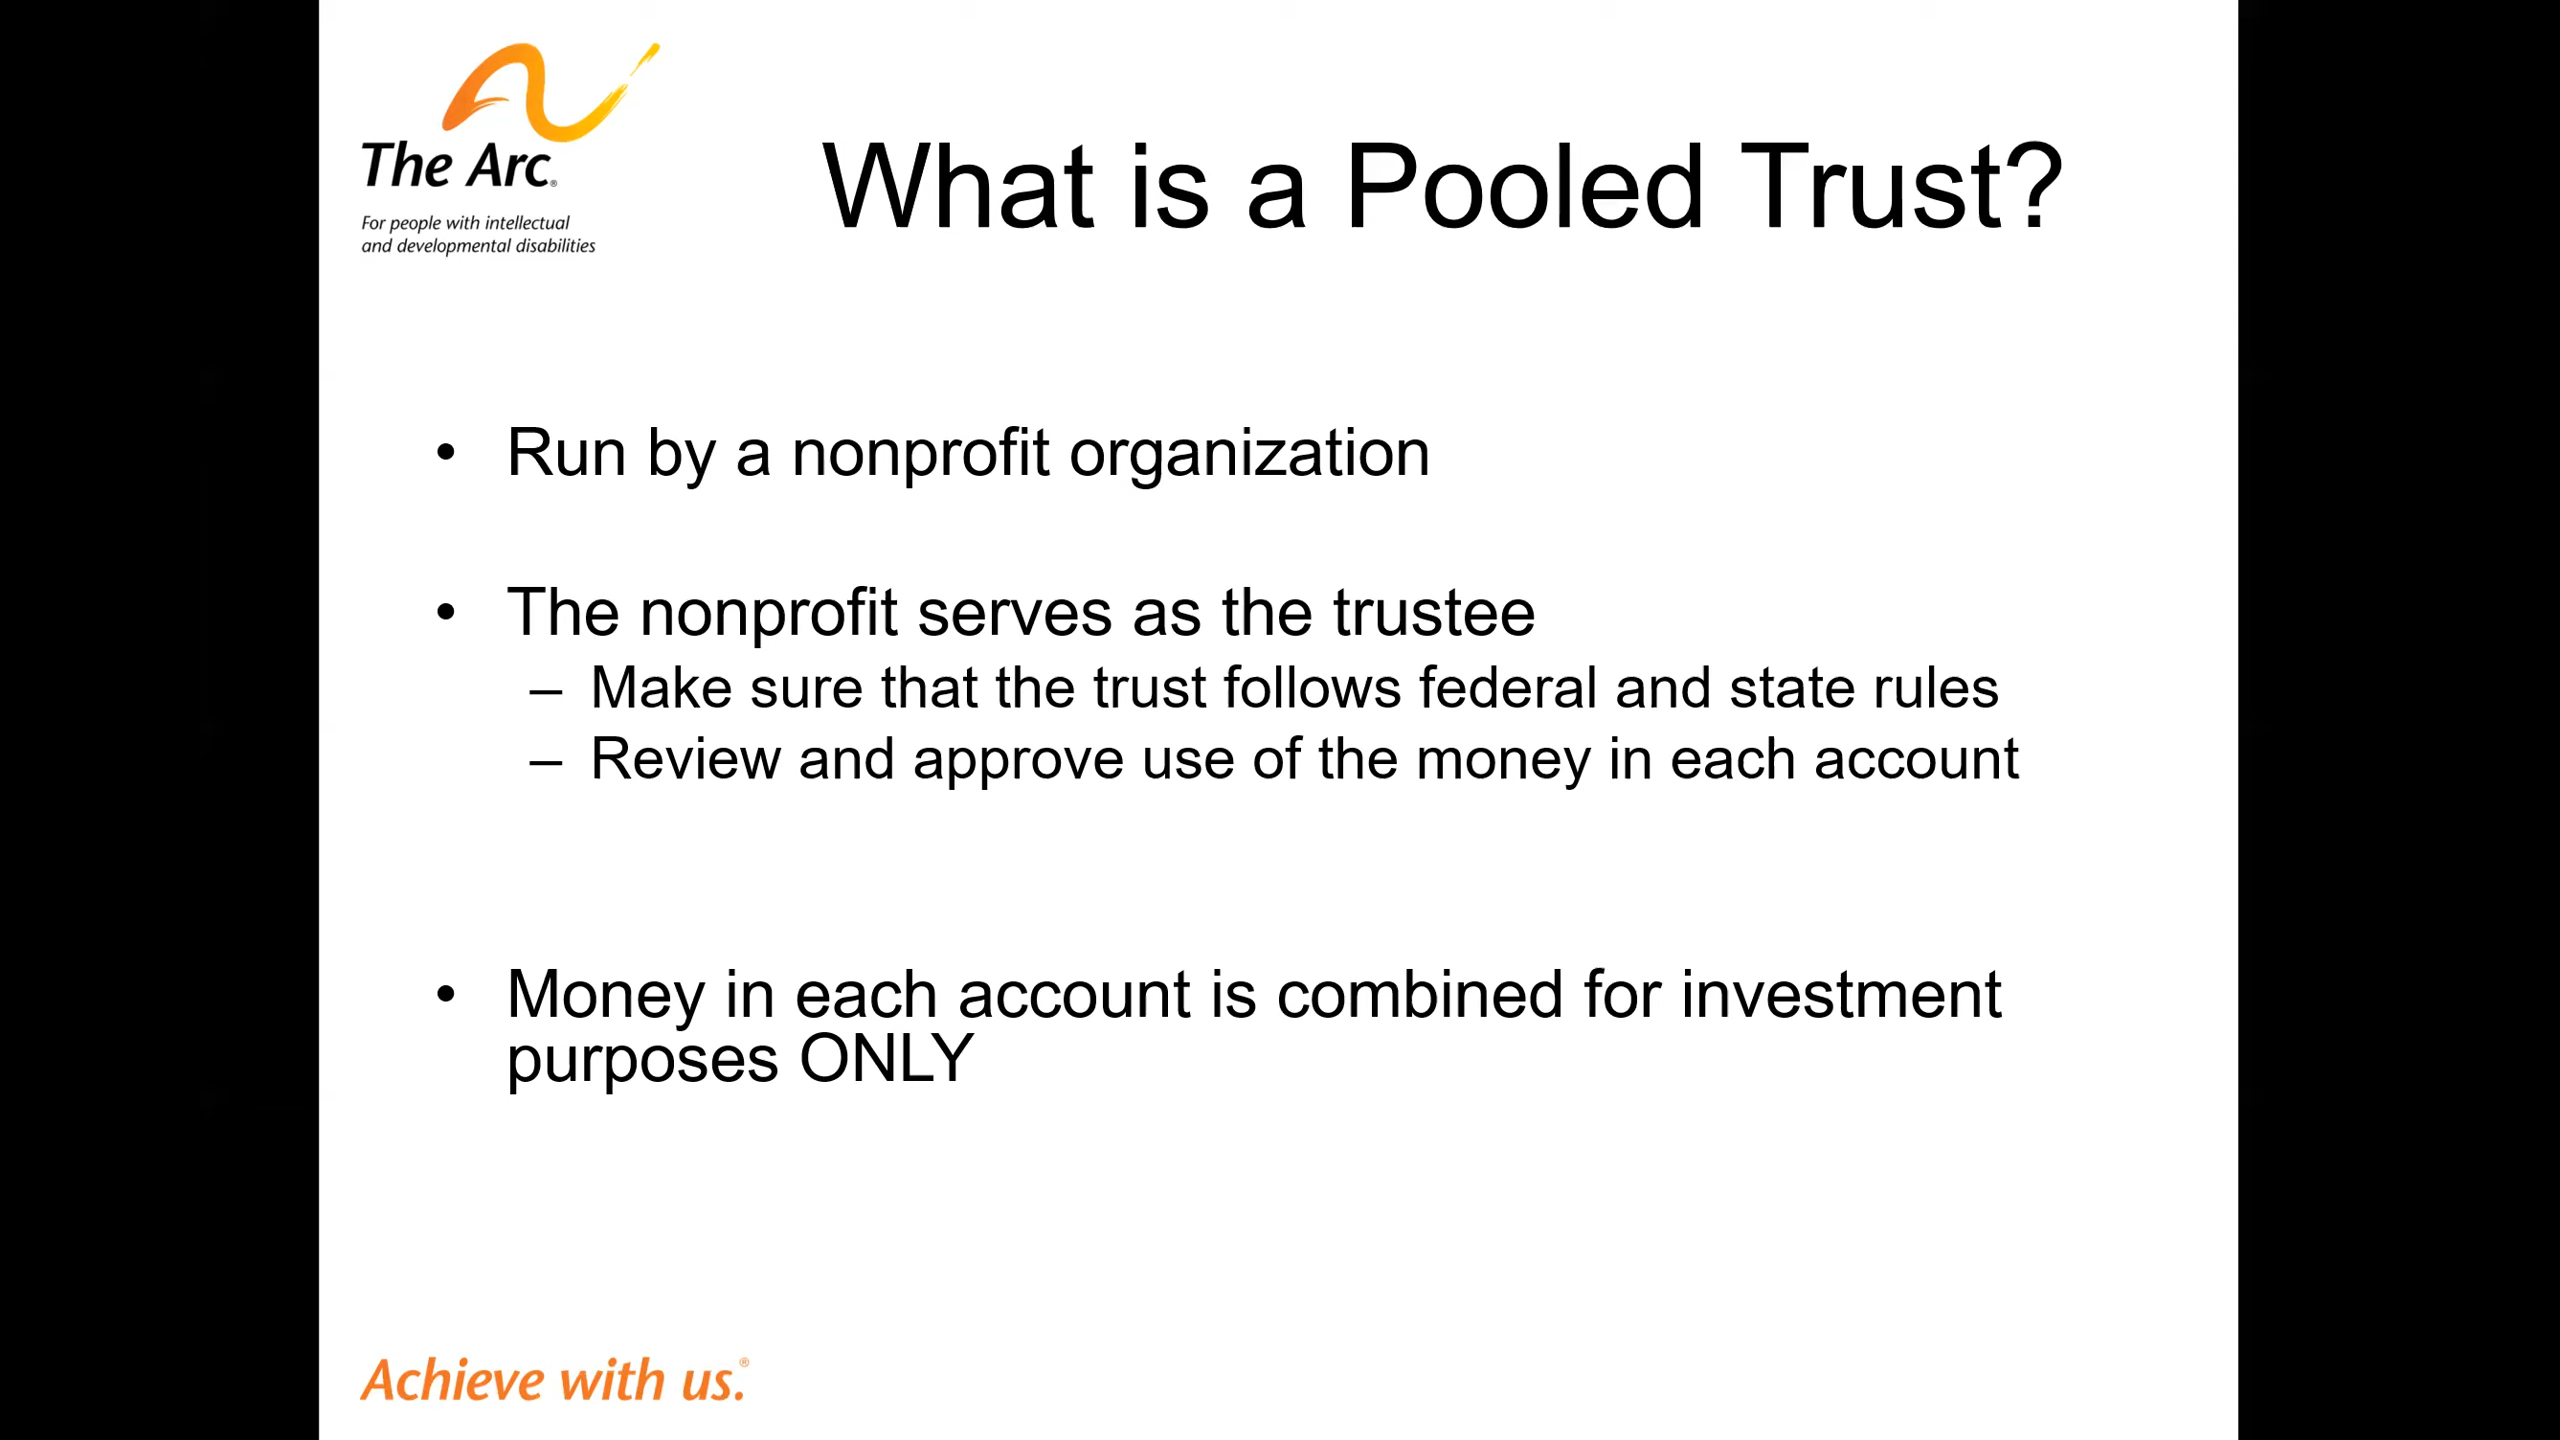 The Arc®
For people with intellectual
and developmental disabilities
What is a Pooled Trust?
• Run by a nonprofit organization
• The nonprofit serves as the trustee
– Make sure that the trust follows federal and state rules
– Review and approve use of the money in each account
• Money in each account is combined for investment
purposes ONLY
Achieve with us.®